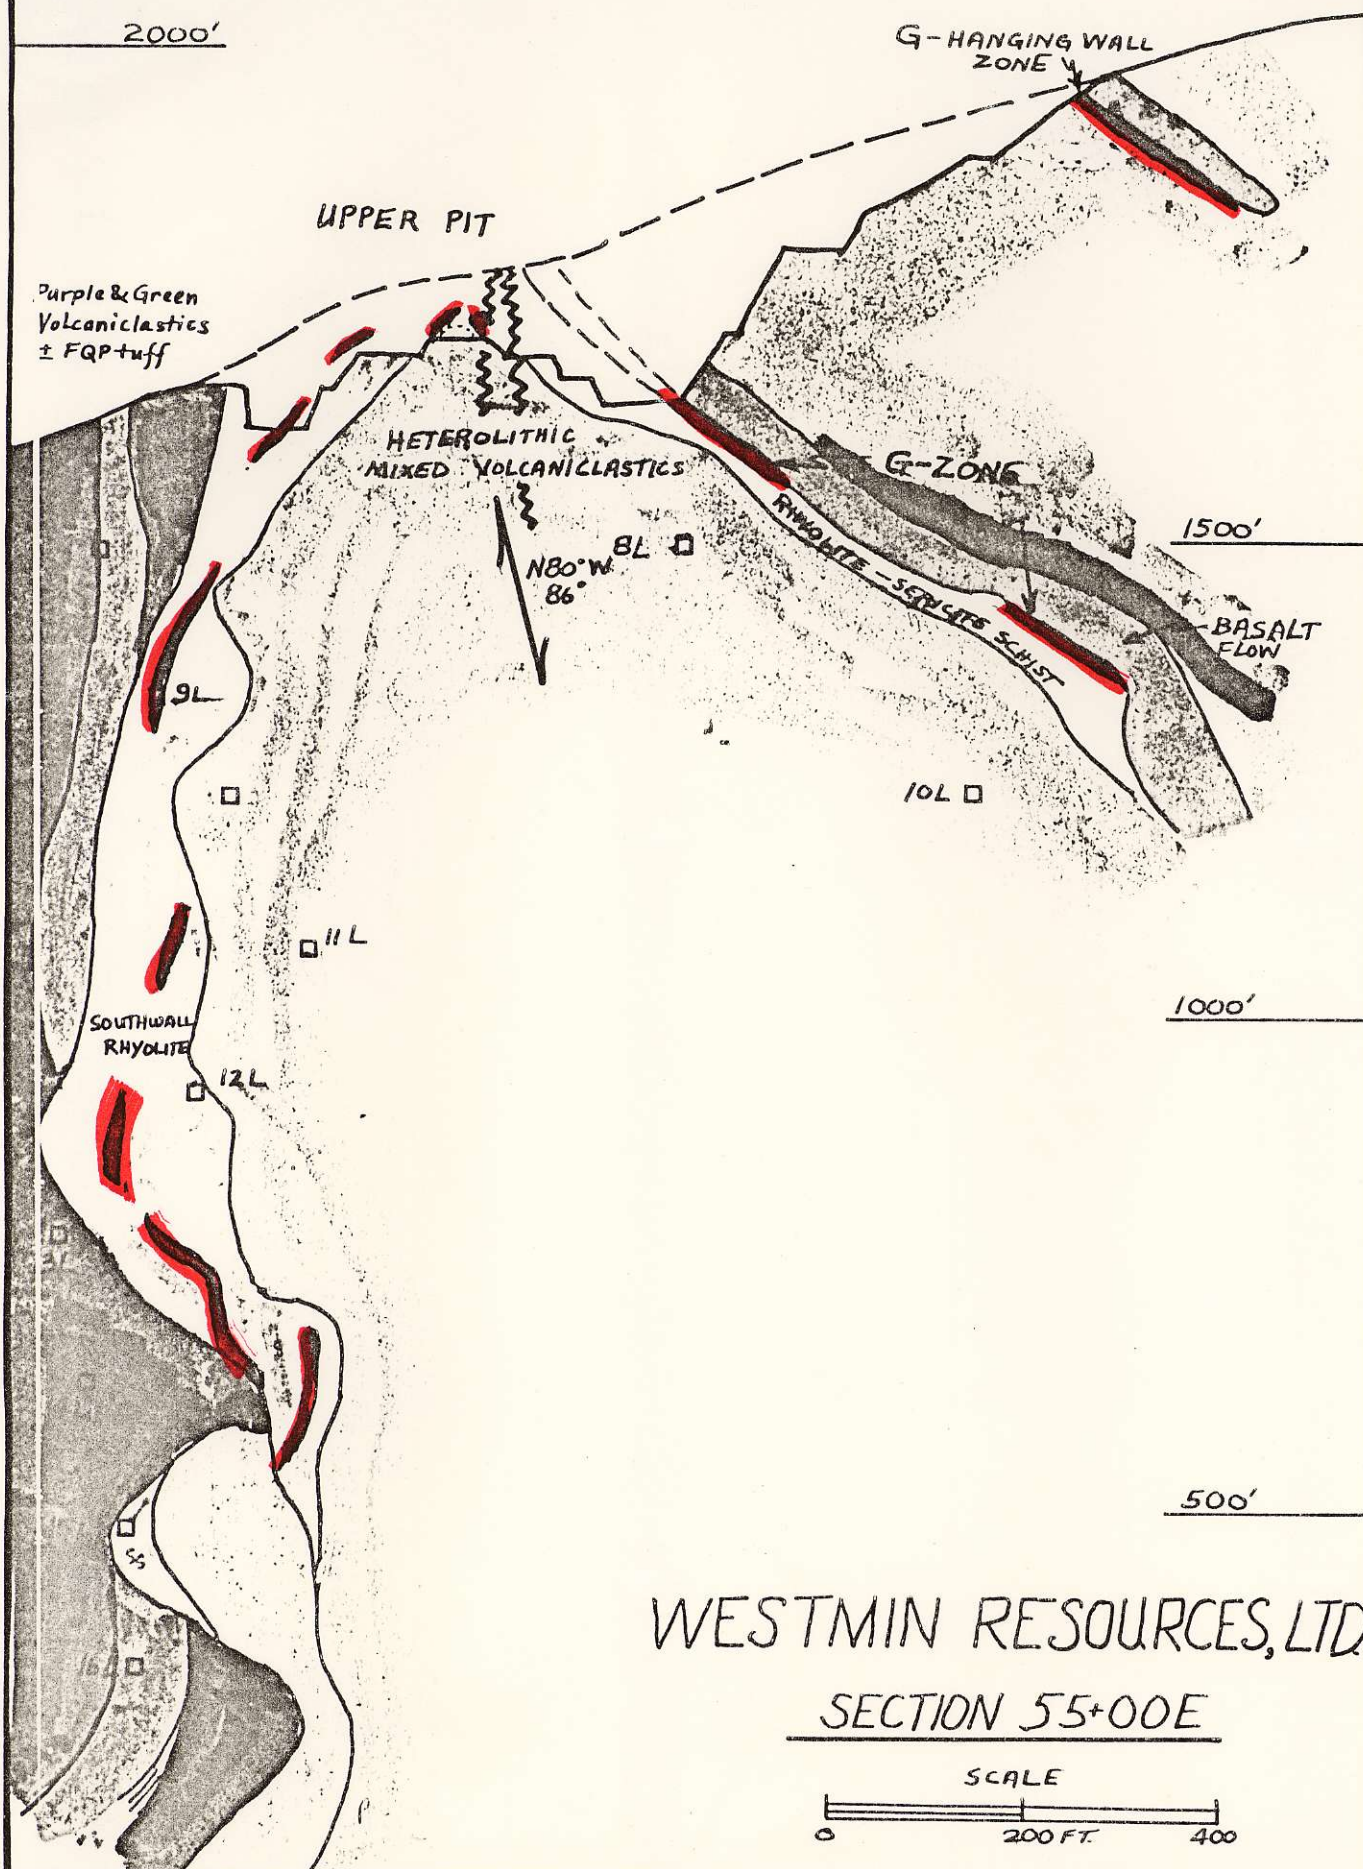 2000'
G-HANGING WALL
ZONE
UPPER PIT
Purple & Green
Volcaniclastics
± FQP tuff
HETEROLITHIC
MIXED VOLCANICLASTICS
G-ZONE
1500'
8L
N80°W
86°
RHYOLITE - SERICITE SCHIST
BASALT
FLOW
9L
10L
11L
1000'
SOUTHWALL
RHYOLITE
12L
500'
WESTMIN RESOURCES, LTD.
16L
SECTION 55+00E
SCALE
0 200 FT. 400